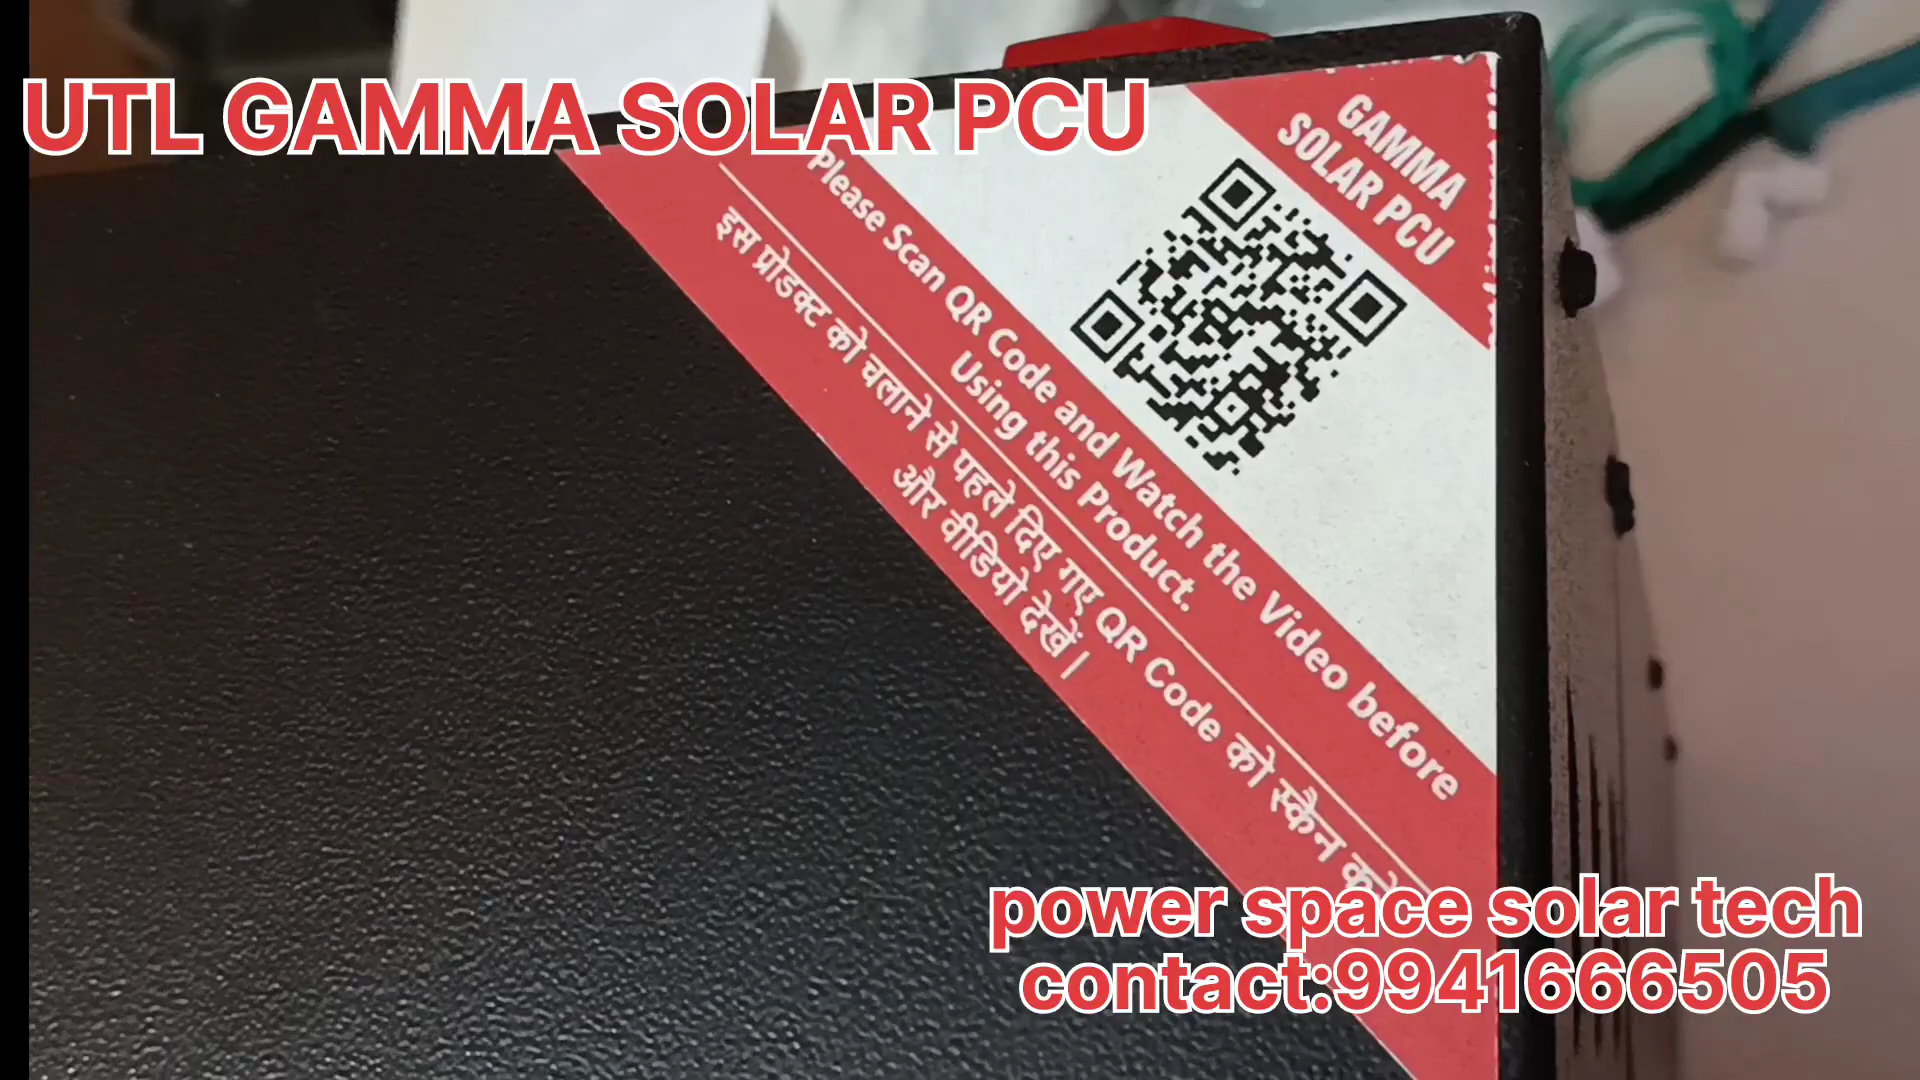 UTL GAMMA SOLAR PCU
GAMMA
SOLAR PCU
Please Scan QR Code and Watch the Video before
Using this Product.
इस प्रोडक्ट को चलाने से पहले दिए गए QR Code को स्कैन करें
और वीडियो देखें।
power space solar tech
contact:9941666505